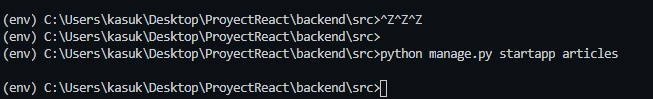 (env) C:\Users\kasuk\Desktop\ProyectReact\backend\src>^Z^Z^Z
(env) C:\Users\kasuk\Desktop\ProyectReact\backend\src>
(env) C:\Users\kasuk\Desktop\ProyectReact\backend\src>python manage.py startapp articles
(env) C:\Users\kasuk\Desktop\ProyectReact\backend\src>